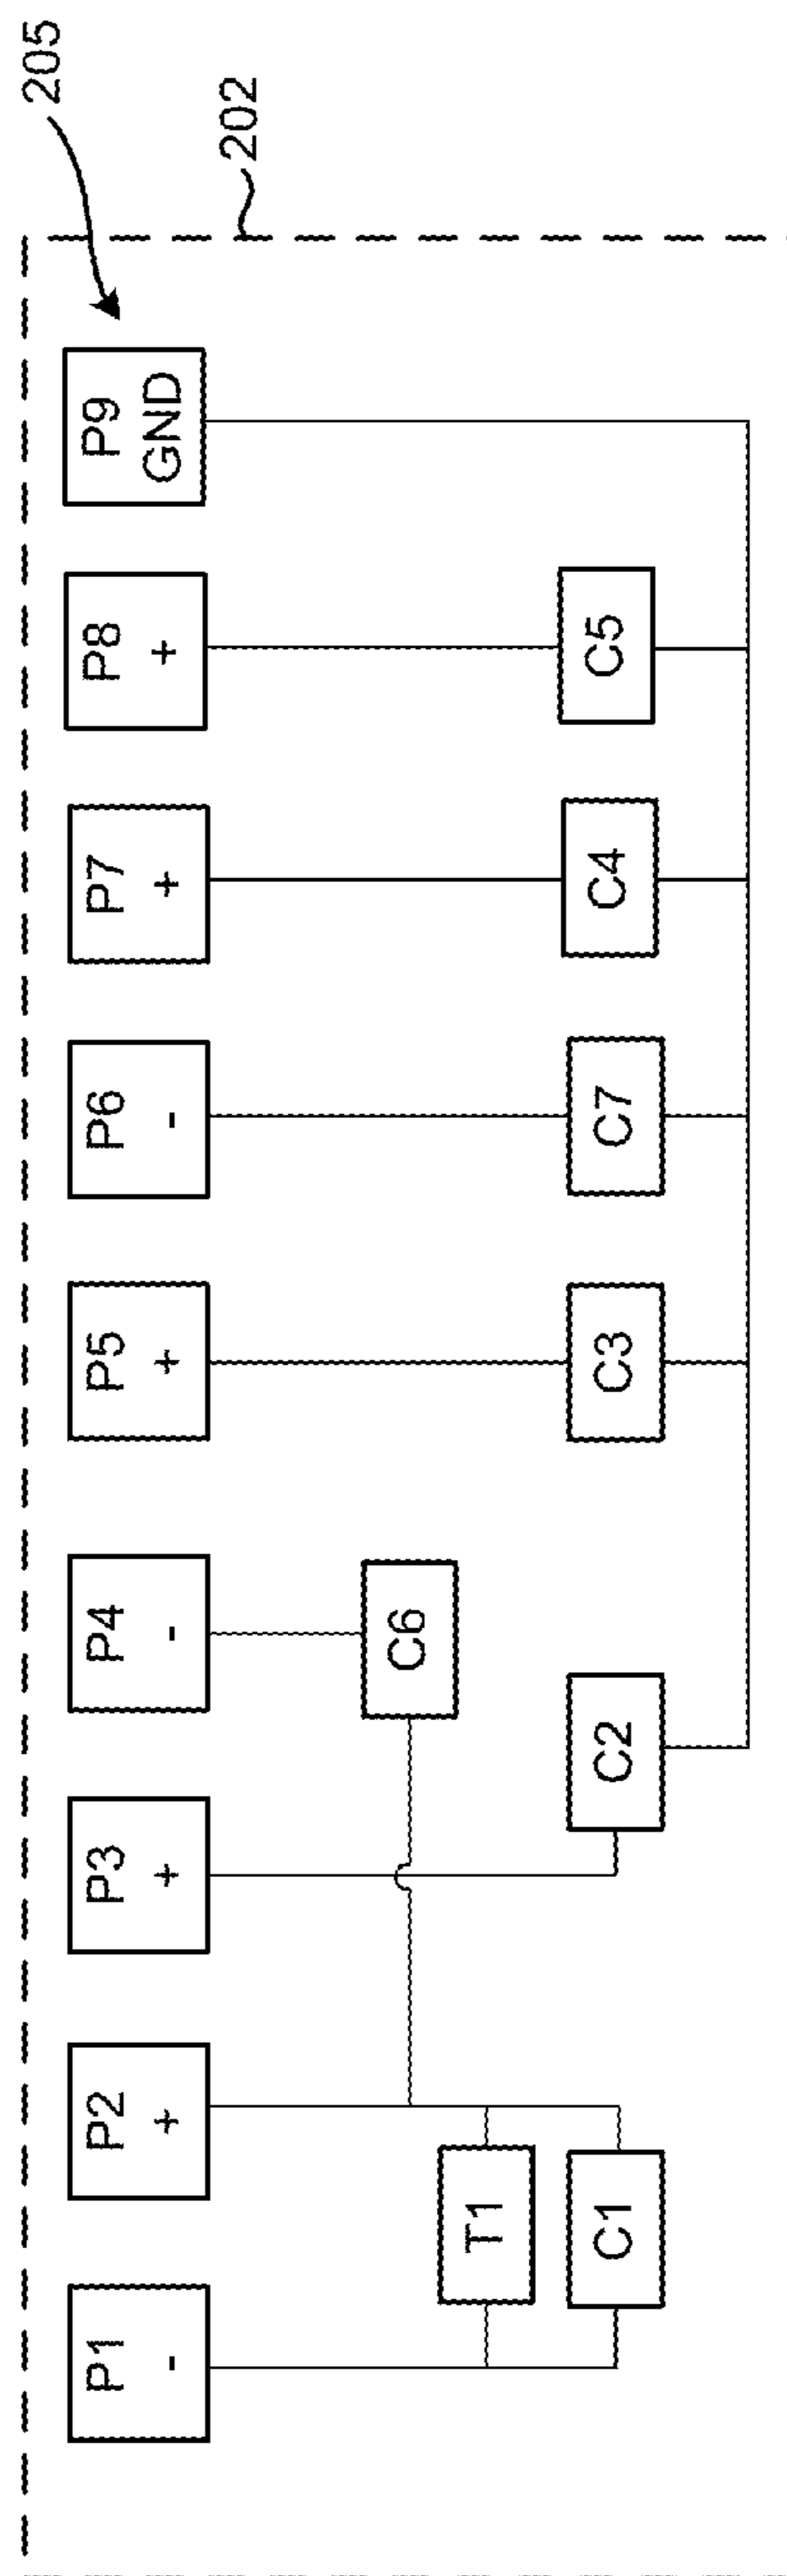 205
202
P1
-
P2
+
P3
+
P4
-
P5
+
P6
-
P7
+
P8
+
P9
GND
C6
T1
C1
C2
C3
C7
C4
C5